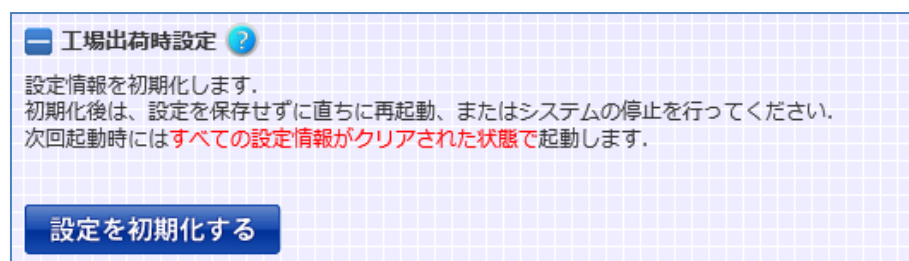 工場出荷時設定 ?
設定情報を初期化します.
初期化後は、設定を保存せずに直ちに再起動、またはシステムの停止を行ってください.
次回起動時にはすべての設定情報がクリアされた状態で起動します.
設定を初期化する